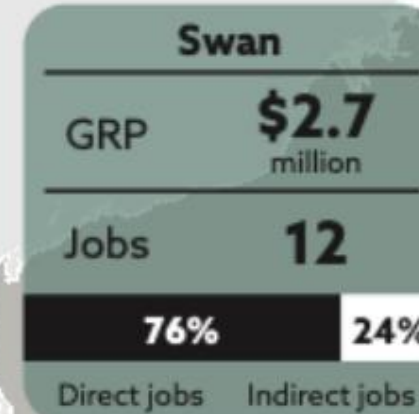 Swan
GRP $2.7
million
Jobs 12
76% 24%
Direct jobs Indirect jobs